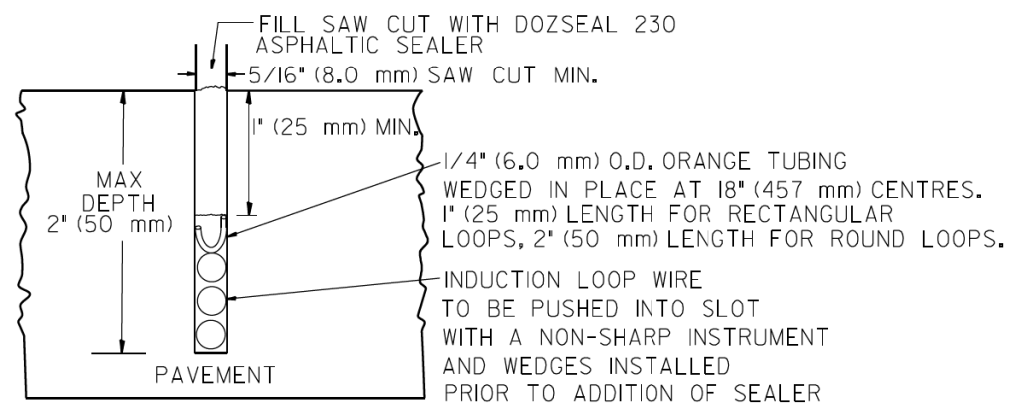 FILL SAW CUT WITH DOZSEAL 230
ASPHALTIC SEALER
5/16" (8.0 mm) SAW CUT MIN.
1" (25 mm) MIN.
MAX
DEPTH
2" (50 mm)
1/4" (6.0 mm) O.D. ORANGE TUBING
WEDGED IN PLACE AT 18" (457 mm) CENTRES.
1" (25 mm) LENGTH FOR RECTANGULAR
LOOPS, 2" (50 mm) LENGTH FOR ROUND LOOPS.
INDUCTION LOOP WIRE
TO BE PUSHED INTO SLOT
WITH A NON-SHARP INSTRUMENT
AND WEDGES INSTALLED
PRIOR TO ADDITION OF SEALER
PAVEMENT